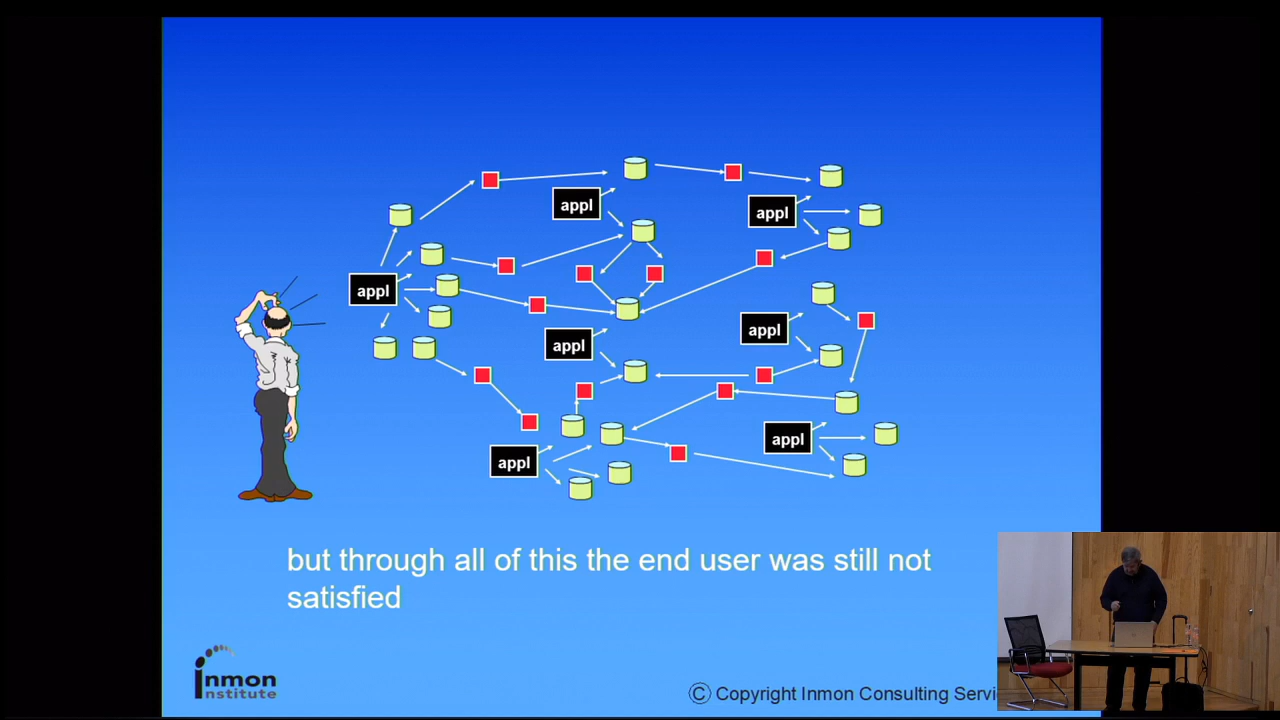 appl
appl
appl
appl
appl
appl
appl
but through all of this the end user was still not
satisfied
Inmon
Institute
© Copyright Inmon Consulting Servi